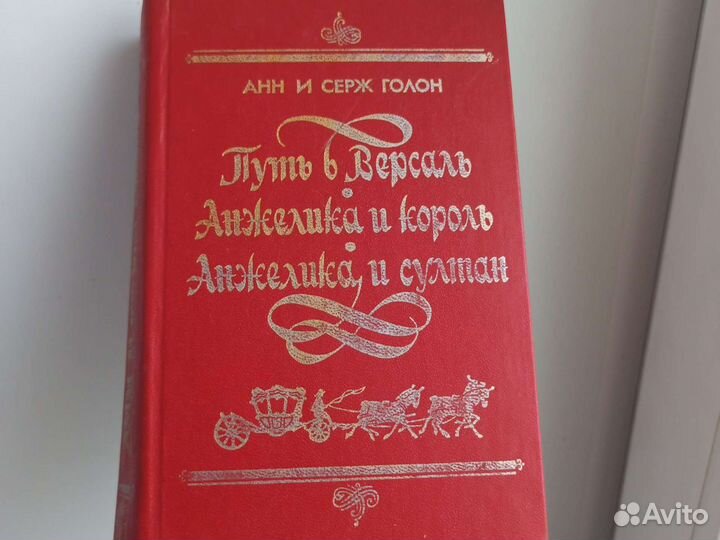 АНН И СЕРЖ ГОЛОН
Путь в Версаль
Анжелика и король
Анжелика и султан
Avito